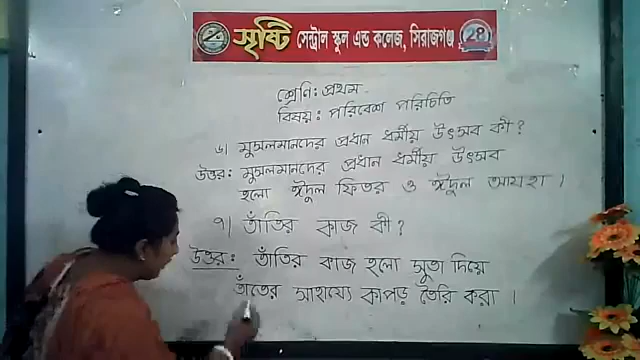 সৃষ্টি সেন্ট্রাল স্কুল এন্ড কলেজ, সিরাজগঞ্জ
28
শ্রেণি: প্রথম
বিষয়: পরিবেশ পরিচিতি
৬। মুসলমানদের প্রধান ধর্মীয় উৎসব কী?
উত্তর: মুসলমানদের প্রধান ধর্মীয় উৎসব
হলো ঈদুল ফিতর ও ঈদুল আযহা।
৭। তাঁতির কাজ কী?
উত্তর: তাঁতির কাজ হলো সুতা দিয়ে
তাঁতের সাহায্যে কাপড় তৈরি করা।